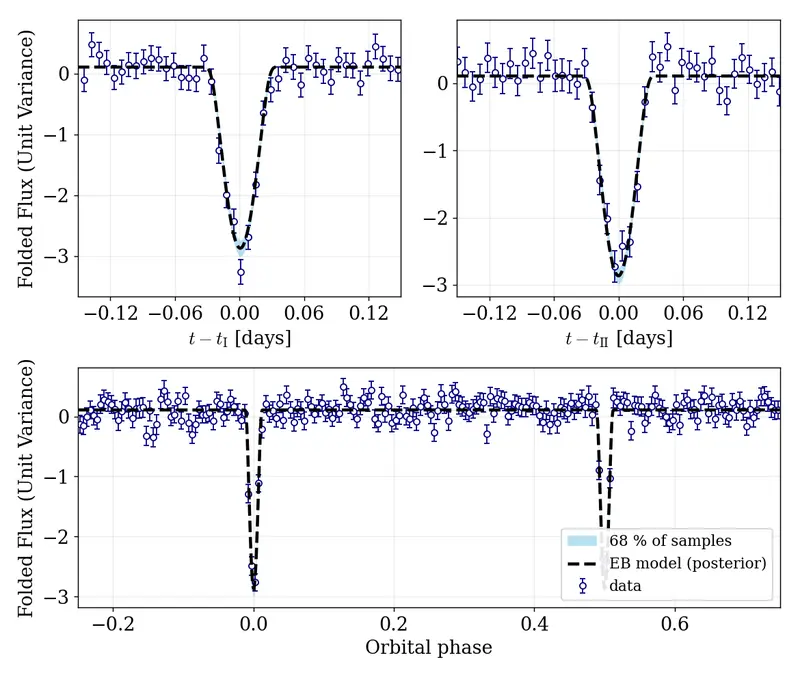 Folded Flux (Unit Variance)
0
−1
−2
−3
−0.12 −0.06 0.00 0.06 0.12
t − tI [days]
0
−1
−2
−3
−0.12 −0.06 0.00 0.06 0.12
t − tII [days]
Folded Flux (Unit Variance)
0
−1
−2
−3
68 % of samples
EB model (posterior)
data
−0.2 0.0 0.2 0.4 0.6
Orbital phase